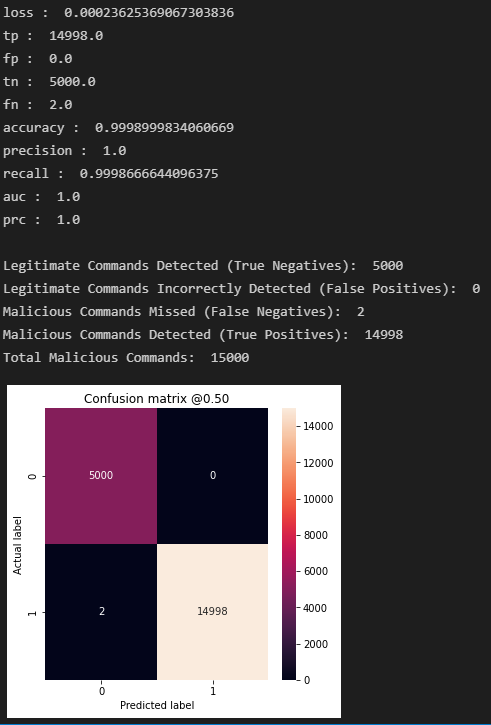 loss :  0.00023625369067303836
tp :  14998.0
fp :  0.0
tn :  5000.0
fn :  2.0
accuracy :  0.9998999834060669
precision :  1.0
recall :  0.9998666644096375
auc :  1.0
prc :  1.0
Legitimate Commands Detected (True Negatives):  5000
Legitimate Commands Incorrectly Detected (False Positives):  0
Malicious Commands Missed (False Negatives):  2
Malicious Commands Detected (True Positives):  14998
Total Malicious Commands:  15000
Confusion matrix @0.50
Actual label
0
1
5000
0
2
14998
0
1
Predicted label
14000
12000
10000
8000
6000
4000
2000
0